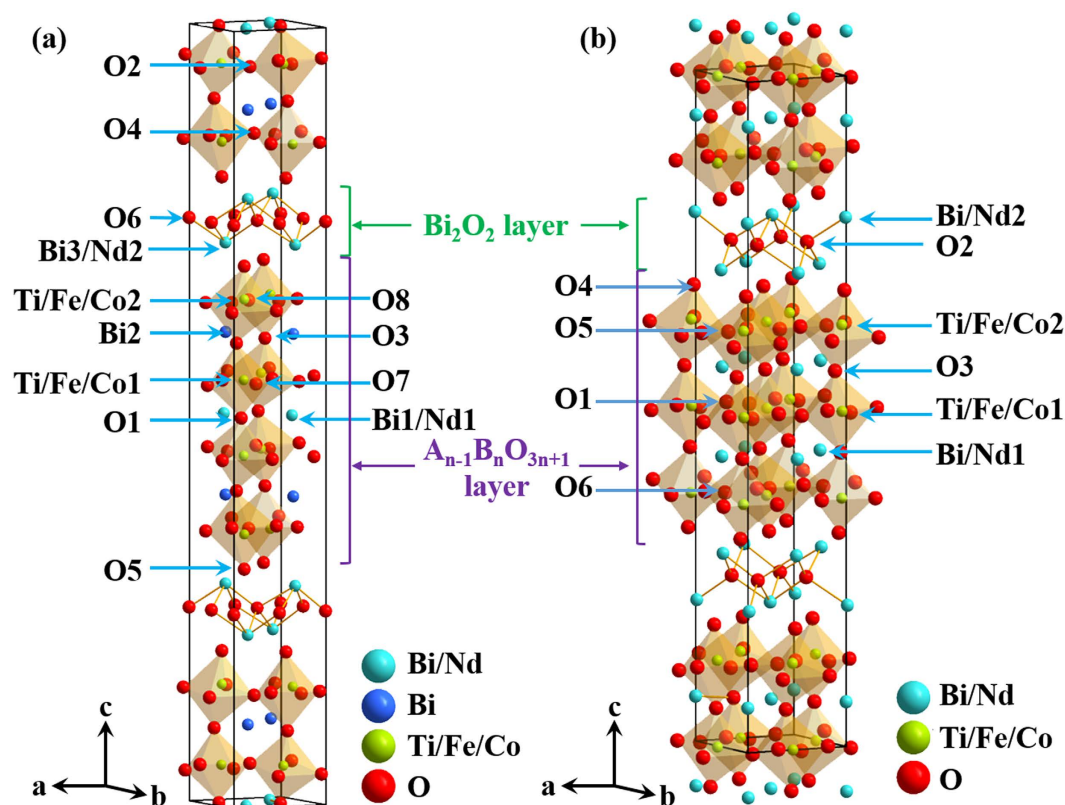 (a)
O2
O4
O6
Bi3/Nd2
Ti/Fe/Co2
Bi2
Ti/Fe/Co1
O1
O5
O8
O3
O7
Bi1/Nd1
Bi₂O₂ layer
Aₙ₋₁BₙO₃ₙ₊₁
layer
Bi/Nd
Bi
Ti/Fe/Co
O
c
a
b
(b)
O4
O5
O1
O6
Bi/Nd2
O2
Ti/Fe/Co2
O3
Ti/Fe/Co1
Bi/Nd1
Bi/Nd
Ti/Fe/Co
O
c
a
b